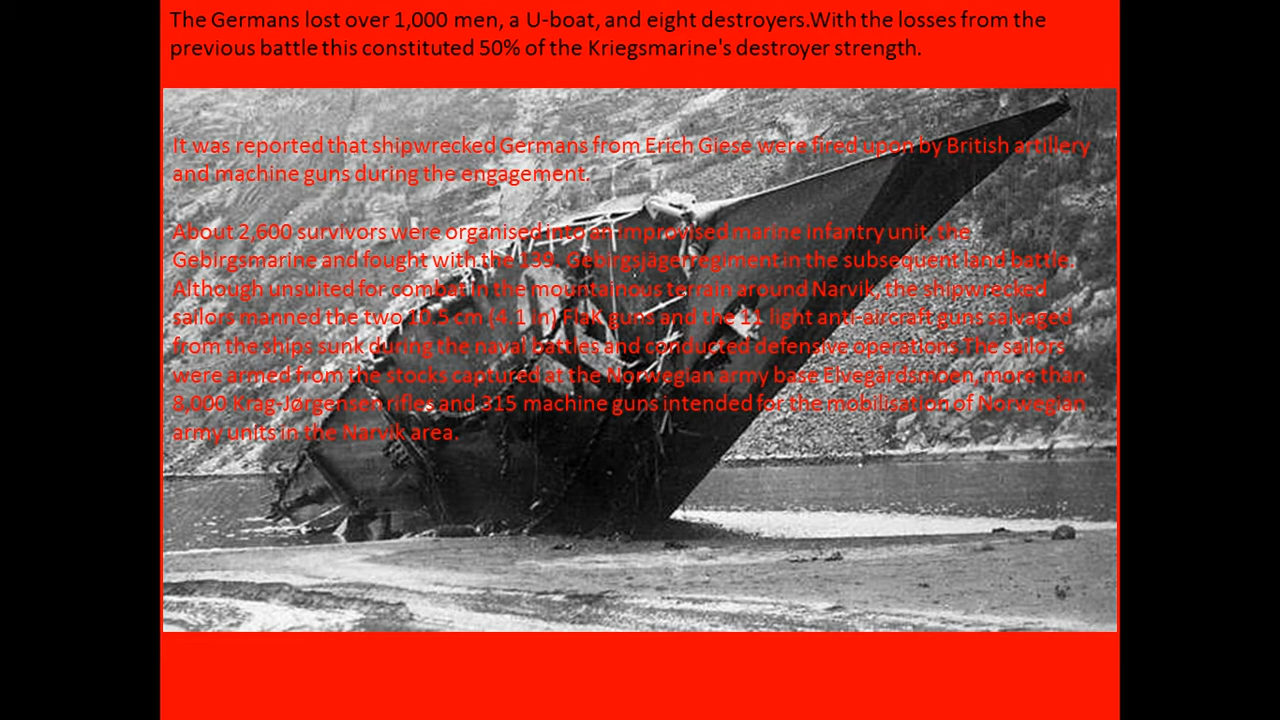 The Germans lost over 1,000 men, a U-boat, and eight destroyers.With the losses from the
previous battle this constituted 50% of the Kriegsmarine's destroyer strength.
It was reported that shipwrecked Germans from Erich Giese were fired upon by British artillery
and machine guns during the engagement.
About 2,600 survivors were organised into an improvised marine infantry unit, the
Gebirgsmarine and fought with the 139. Gebirgsjägerregiment in the subsequent land battle.
Although unsuited for combat in the mountainous terrain around Narvik, the shipwrecked
sailors manned the two 10.5 cm (4.1 in) FlaK guns and the 11 light anti-aircraft guns salvaged
from the ships sunk during the naval battles and conducted defensive operations.The sailors
were armed from the stocks captured at the Norwegian army base Elvegårdsmoen, more than
8,000 Krag-Jørgensen rifles and 315 machine guns intended for the mobilisation of Norwegian
army units in the Narvik area.